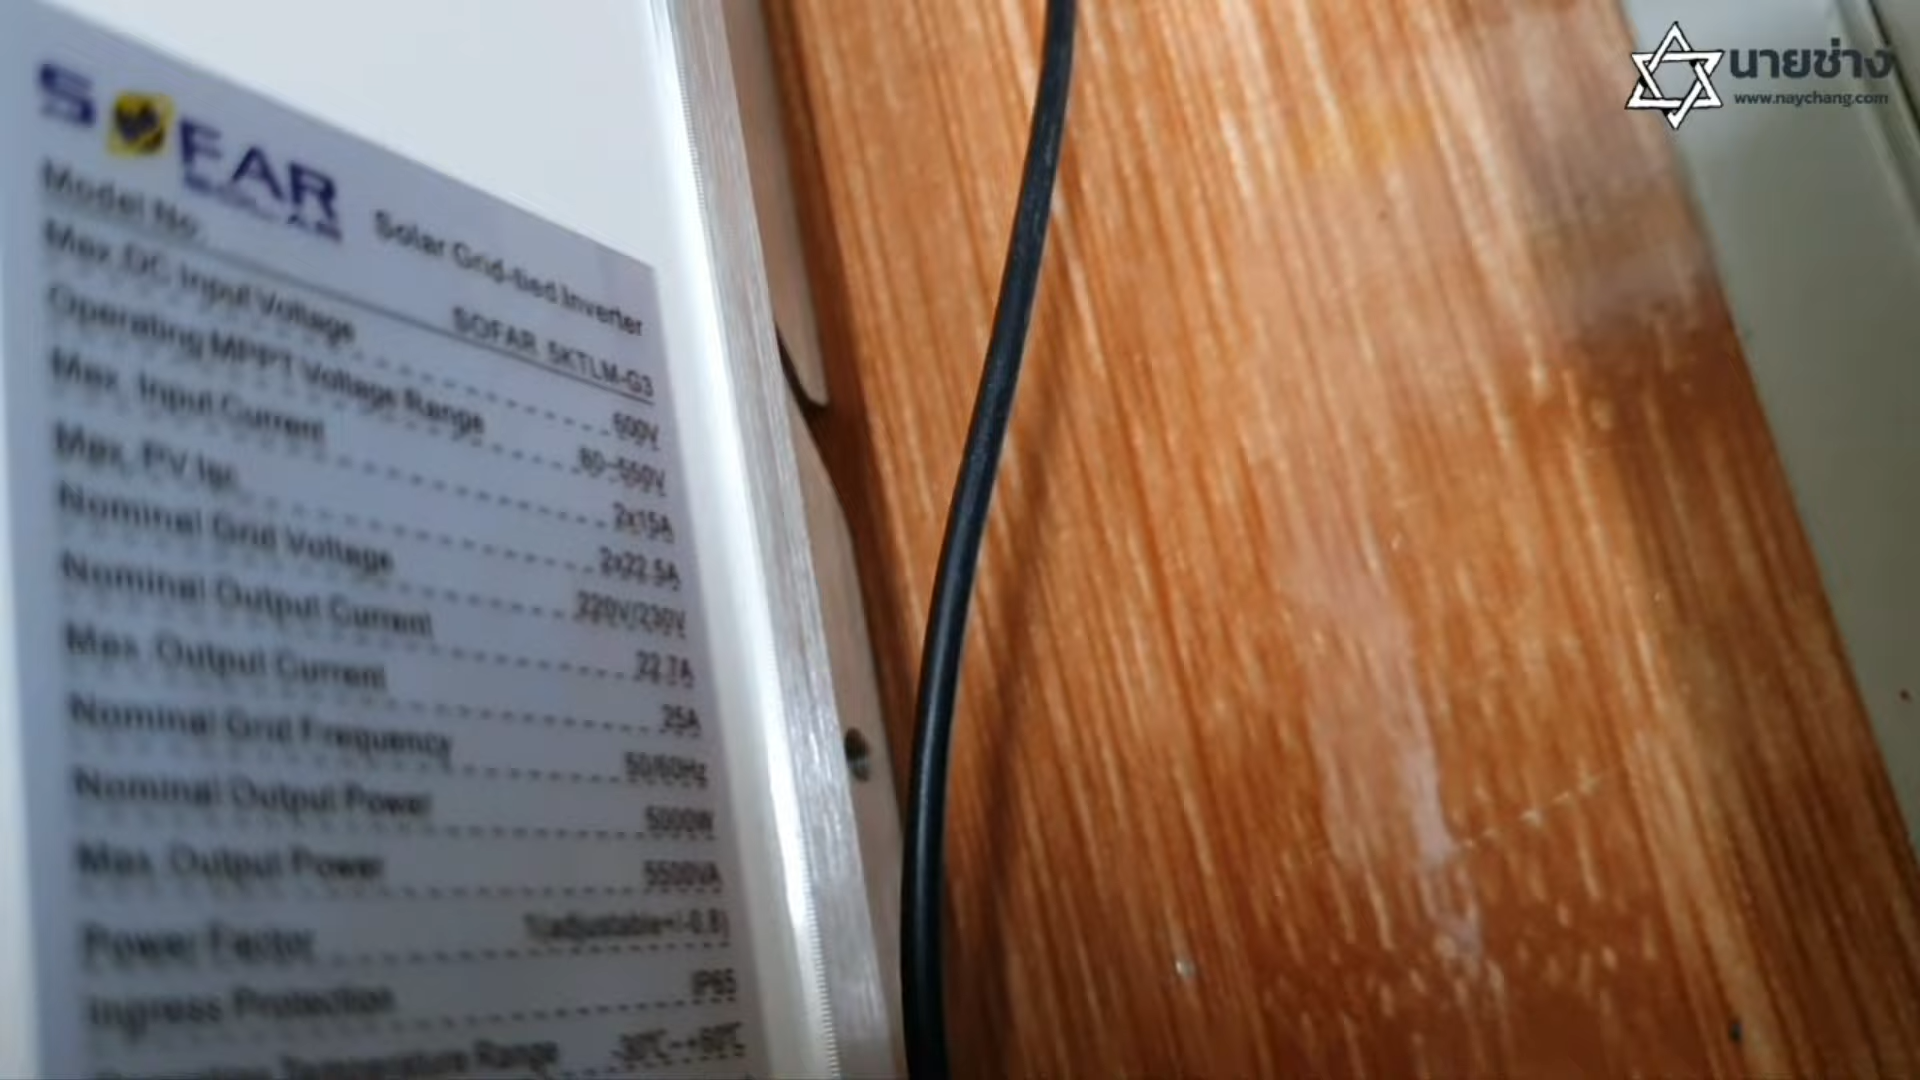 SOFAR
SOLAR
Solar Grid-tied Inverter
Model No. SOFAR 5KTLM-G3
Max.DC Input Voltage 600V
Operating MPPT Voltage Range 80~550V
Max. Input Current 2x15A
Max. PV Isc 2x22.5A
Nominal Grid Voltage 220V/230V
Nominal Output Current 22.7A
Max. Output Current 25A
Nominal Grid Frequency 50/60Hz
Nominal Output Power 5000W
Max. Output Power 5500VA
Power Factor 1(adjustable+/-0.8)
Ingress Protection IP65
Temperature Range -30℃~+60℃
นายช่าง
www.naychang.com